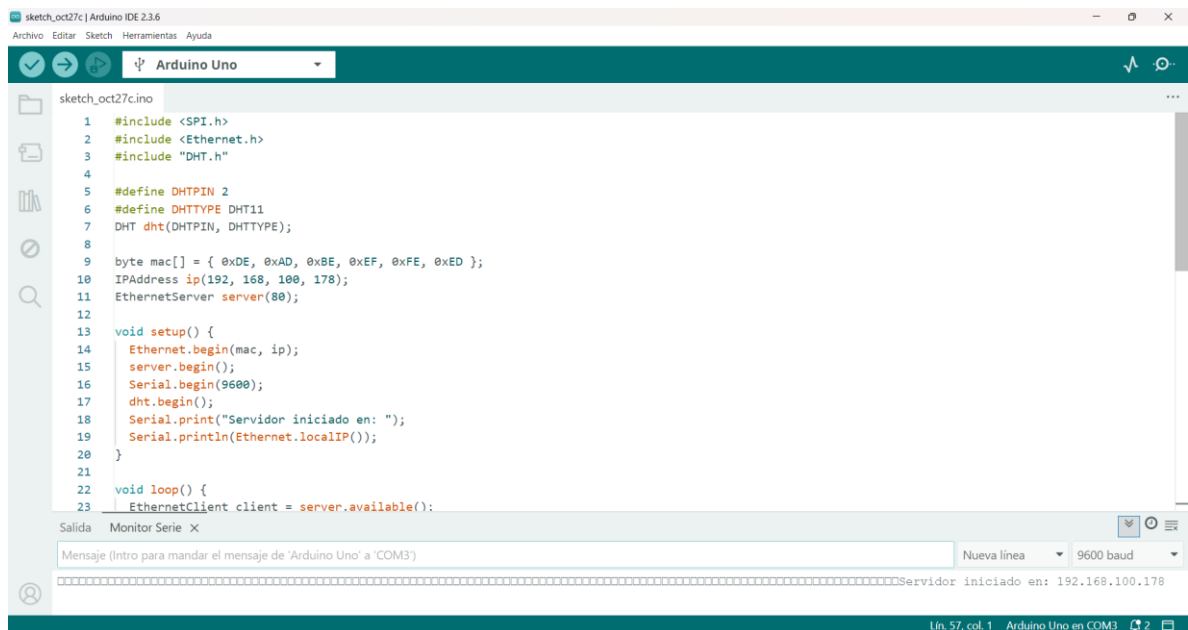 sketch_oct27c | Arduino IDE 2.3.6
Archivo Editar Sketch Herramientas Ayuda
Arduino Uno
sketch_oct27c.ino
1 #include <SPI.h>
2 #include <Ethernet.h>
3 #include "DHT.h"
4
5 #define DHTPIN 2
6 #define DHTTYPE DHT11
7 DHT dht(DHTPIN, DHTTYPE);
8
9 byte mac[] = { 0xDE, 0xAD, 0xBE, 0xEF, 0xFE, 0xED };
10 IPAddress ip(192, 168, 100, 178);
11 EthernetServer server(80);
12
13 void setup() {
14 Ethernet.begin(mac, ip);
15 server.begin();
16 Serial.begin(9600);
17 dht.begin();
18 Serial.print("Servidor iniciado en: ");
19 Serial.println(Ethernet.localIP());
20 }
21
22 void loop() {
23 EthernetClient client = server.available();
Salida Monitor Serie
Mensaje (Intro para mandar el mensaje de 'Arduino Uno' a 'COM3') Nueva línea 9600 baud
Servidor iniciado en: 192.168.100.178
Lín. 57, col. 1 Arduino Uno en COM3 2